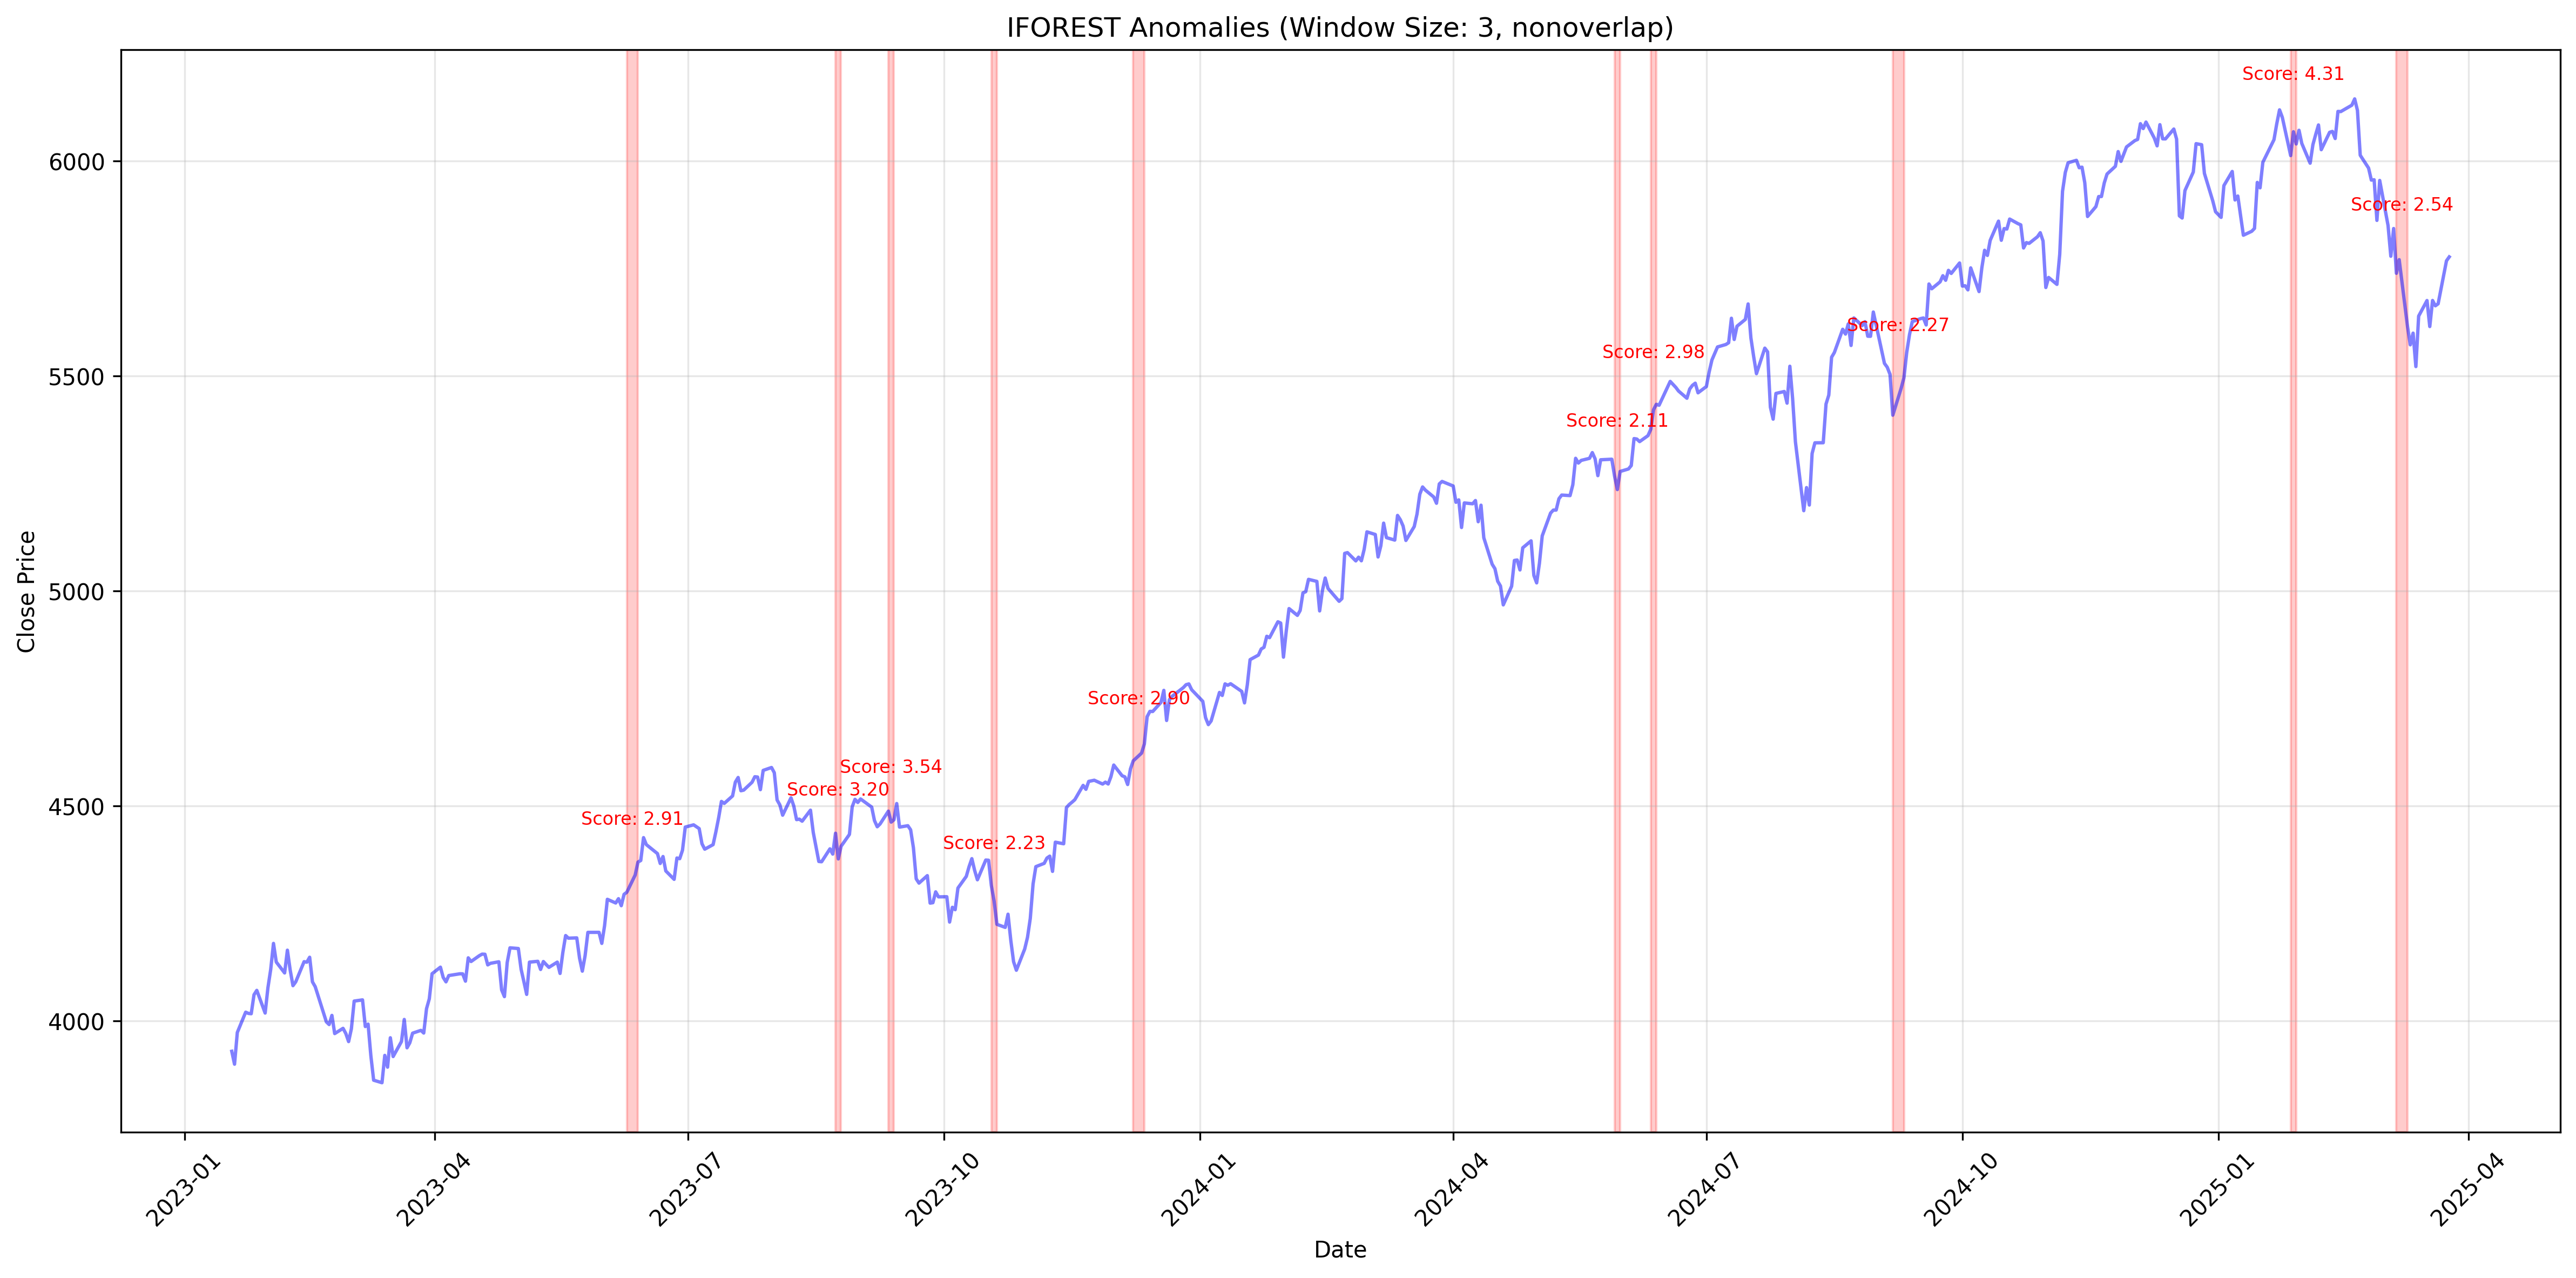 IFOREST Anomalies (Window Size: 3, nonoverlap)
Score: 4.31
Score: 2.54
Score: 2.27
Score: 2.98
Score: 2.11
Score: 2.90
Score: 3.54
Score: 3.20
Score: 2.91
Score: 2.23
Close Price
6000
5500
5000
4500
4000
2023-01
2023-04
2023-07
2023-10
2024-01
2024-04
2024-07
2024-10
2025-01
2025-04
Date